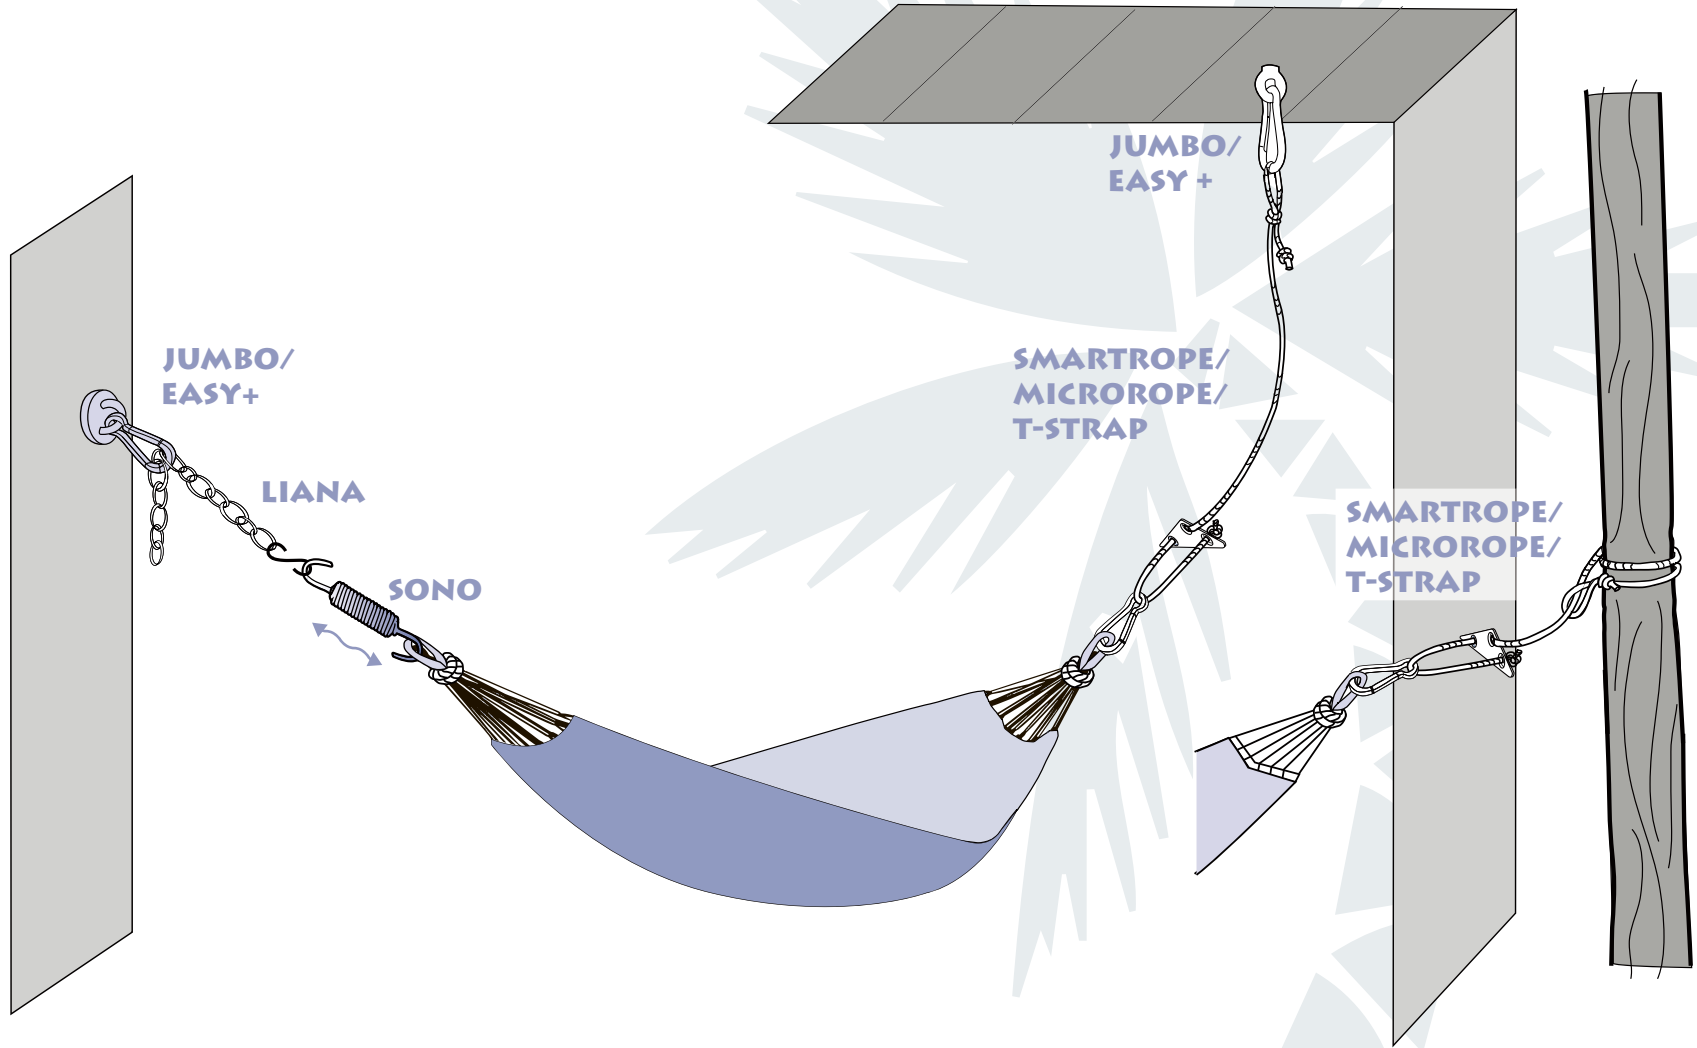 JUMBO/
EASY +
JUMBO/
EASY+
SMARTROPE/
MICROROPE/
T-STRAP
LIANA
SMARTROPE/
MICROROPE/
T-STRAP
SONO